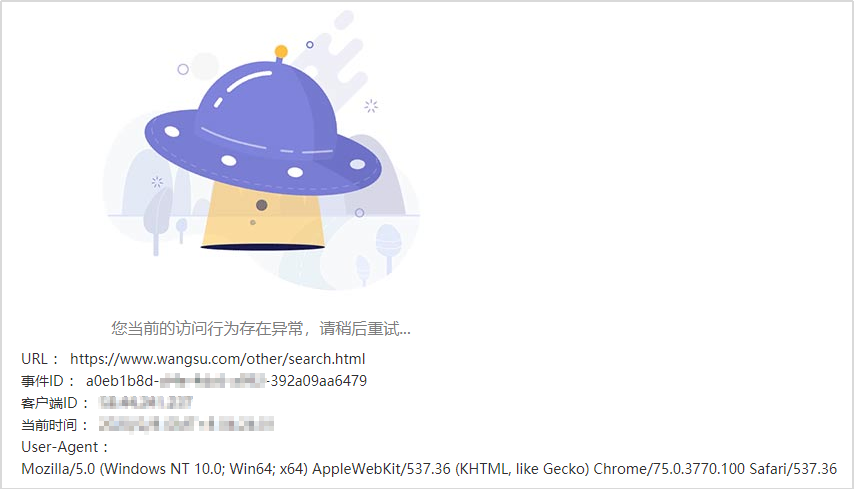 您当前的访问行为存在异常，请稍后重试...
URL： https://www.wangsu.com/other/search.html
事件ID： a0eb1b8d- -392a09aa6479
客户端ID：
当前时间：
User-Agent：
Mozilla/5.0 (Windows NT 10.0; Win64; x64) AppleWebKit/537.36 (KHTML, like Gecko) Chrome/75.0.3770.100 Safari/537.36